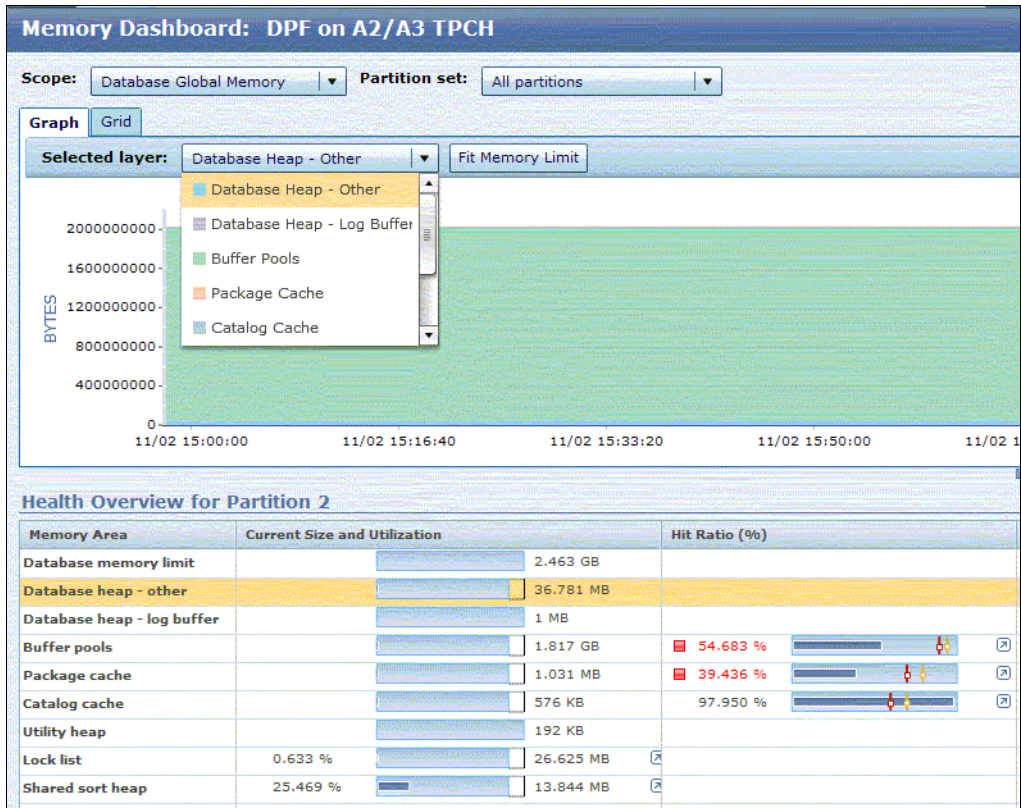 Memory Dashboard: DPF on A2/A3 TPCH
Scope: Database Global Memory Partition set: All partitions
Graph Grid
Selected layer: Database Heap - Other Fit Memory Limit
Database Heap - Other
Database Heap - Log Buffer
Buffer Pools
Package Cache
Catalog Cache
BYTES
2000000000
1600000000
1200000000
800000000
400000000
0
11/02 15:00:00 11/02 15:16:40 11/02 15:33:20 11/02 15:50:00 11/02 1
Health Overview for Partition 2
Memory Area Current Size and Utilization Hit Ratio (%)
Database memory limit 2.463 GB
Database heap - other 36.781 MB
Database heap - log buffer 1 MB
Buffer pools 1.817 GB 54.683 %
Package cache 1.031 MB 39.436 %
Catalog cache 576 KB 97.950 %
Utility heap 192 KB
Lock list 0.633 % 26.625 MB
Shared sort heap 25.469 % 13.844 MB